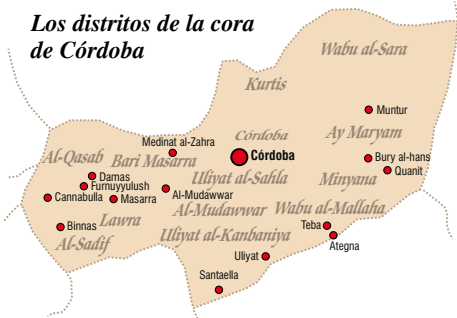 Los distritos de la cora
de Córdoba
Wabu al-Sara
Kurtis
Muntur
Córdoba
Ay Maryam
Medinat al-Zahra
Al-Qasab
Bari Masarra
Córdoba
Bury al-hans
Quanit
Damas
Furnuyyulush
Uliyat al-Sahla
Minyana
Cannabulla
Masarra
Al-Mudawwar
Al-Mudawwar
Wabu al-Mallaha
Lawra
Binnas
Teba
Al-Sadif
Uliyat al-Kanbaniya
Ategna
Uliyat
Santaella